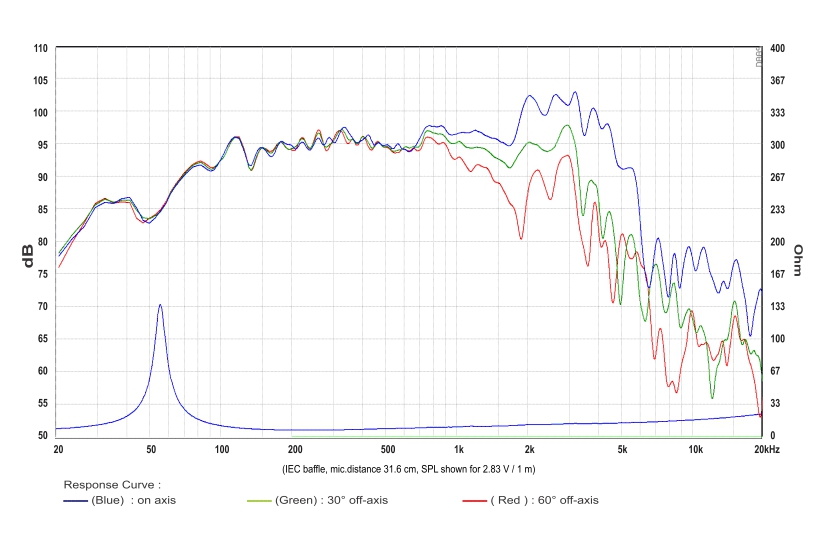 110 400
105 367
100 333
95 300
90 267
85 233
80 200
75 167
70 133
65 100
60 67
55 33
50 0
dB
Ohm
20 50 100 200 500 1k 2k 5k 10k 20kHz
(IEC baffle, mic.distance 31.6 cm, SPL shown for 2.83 V / 1 m)
Response Curve :
(Blue) : on axis (Green) : 30° off-axis ( Red ) : 60° off-axis